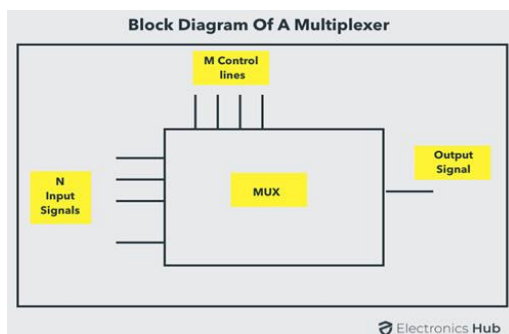 Block Diagram Of A Multiplexer
M Control
lines
N
Input
Signals
MUX
Output
Signal
Electronics Hub